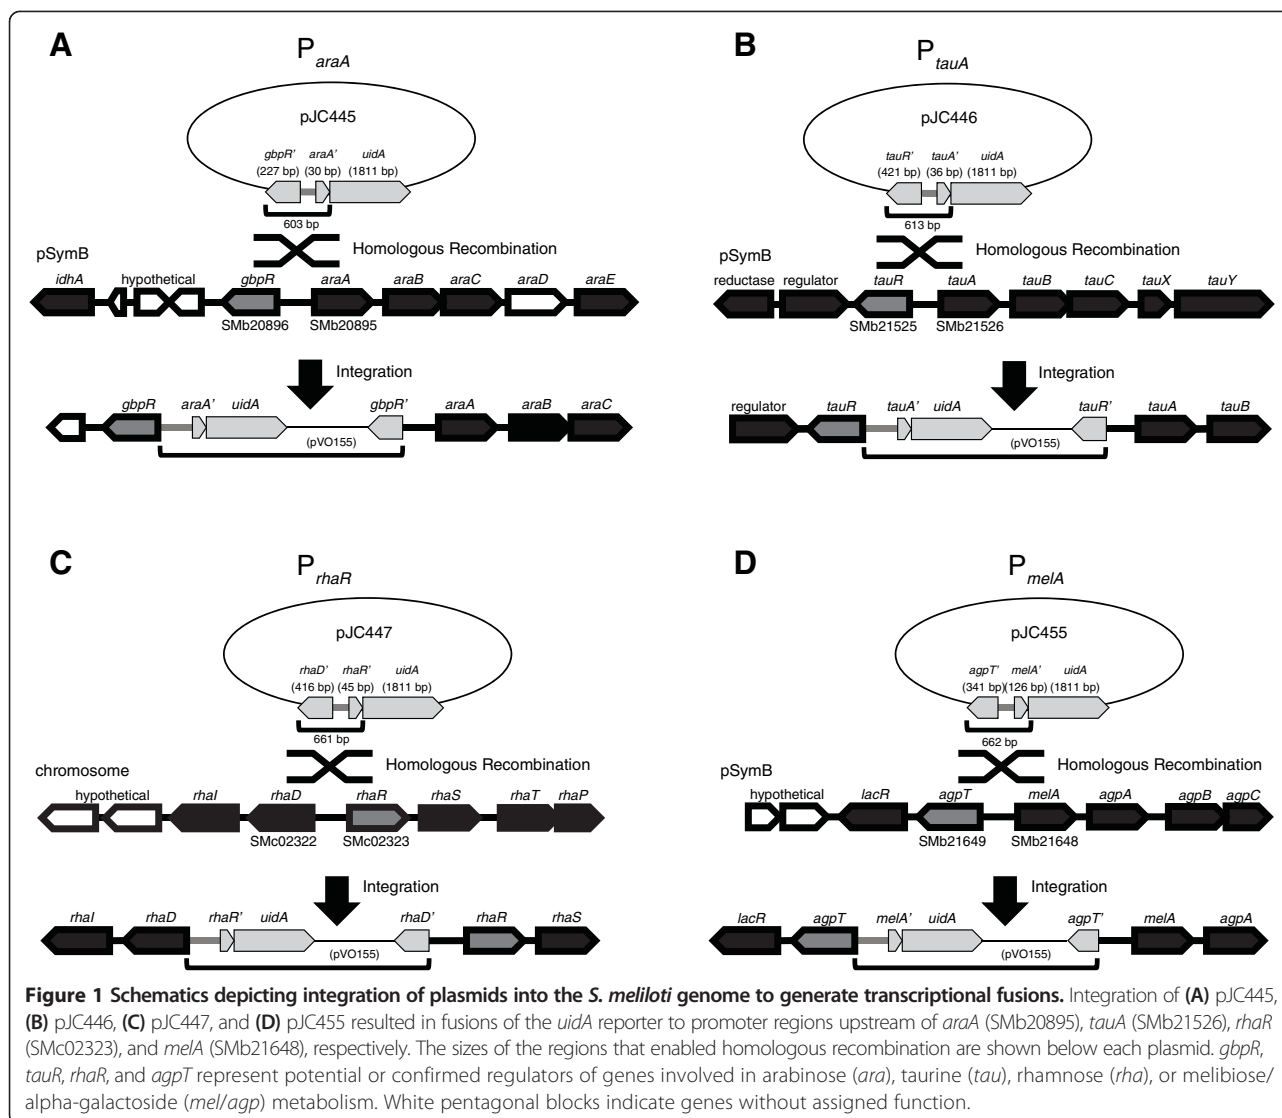 A
P araA
pJC445
gbpR’ araA’ uidA
(227 bp) (30 bp) (1811 bp)
603 bp
Homologous Recombination
pSymB
idhA hypothetical gbpR araA araB araC araD araE
SMb20896 SMb20895
Integration
gbpR araA’ uidA gbpR’ araA araB araC
(pVO155)
B
P tauA
pJC446
tauR’ tauA’ uidA
(421 bp) (36 bp) (1811 bp)
613 bp
Homologous Recombination
pSymB
reductase regulator tauR tauA tauB tauC tauX tauY
SMb21525 SMb21526
Integration
regulator tauR tauA’ uidA tauR’ tauA tauB
(pVO155)
C
P rhaR
pJC447
rhaD’ rhaR’ uidA
(416 bp) (45 bp) (1811 bp)
661 bp
Homologous Recombination
chromosome
hypothetical rhaI rhaD rhaR rhaS rhaT rhaP
SMc02322 SMc02323
Integration
rhaI rhaD rhaR’ uidA rhaD’ rhaR rhaS
(pVO155)
D
P melA
pJC455
agpT’ melA’ uidA
(341 bp)(126 bp) (1811 bp)
662 bp
Homologous Recombination
pSymB
hypothetical lacR agpT melA agpA agpB agpC
SMb21649 SMb21648
Integration
lacR agpT melA’ uidA agpT’ melA agpA
(pVO155)
Figure 1 Schematics depicting integration of plasmids into the S. meliloti genome to generate transcriptional fusions. Integration of (A) pJC445,
(B) pJC446, (C) pJC447, and (D) pJC455 resulted in fusions of the uidA reporter to promoter regions upstream of araA (SMb20895), tauA (SMb21526), rhaR
(SMc02323), and melA (SMb21648), respectively. The sizes of the regions that enabled homologous recombination are shown below each plasmid. gbpR,
tauR, rhaR, and agpT represent potential or confirmed regulators of genes involved in arabinose (ara), taurine (tau), rhamnose (rha), or melibiose/
alpha-galactoside (mel/agp) metabolism. White pentagonal blocks indicate genes without assigned function.